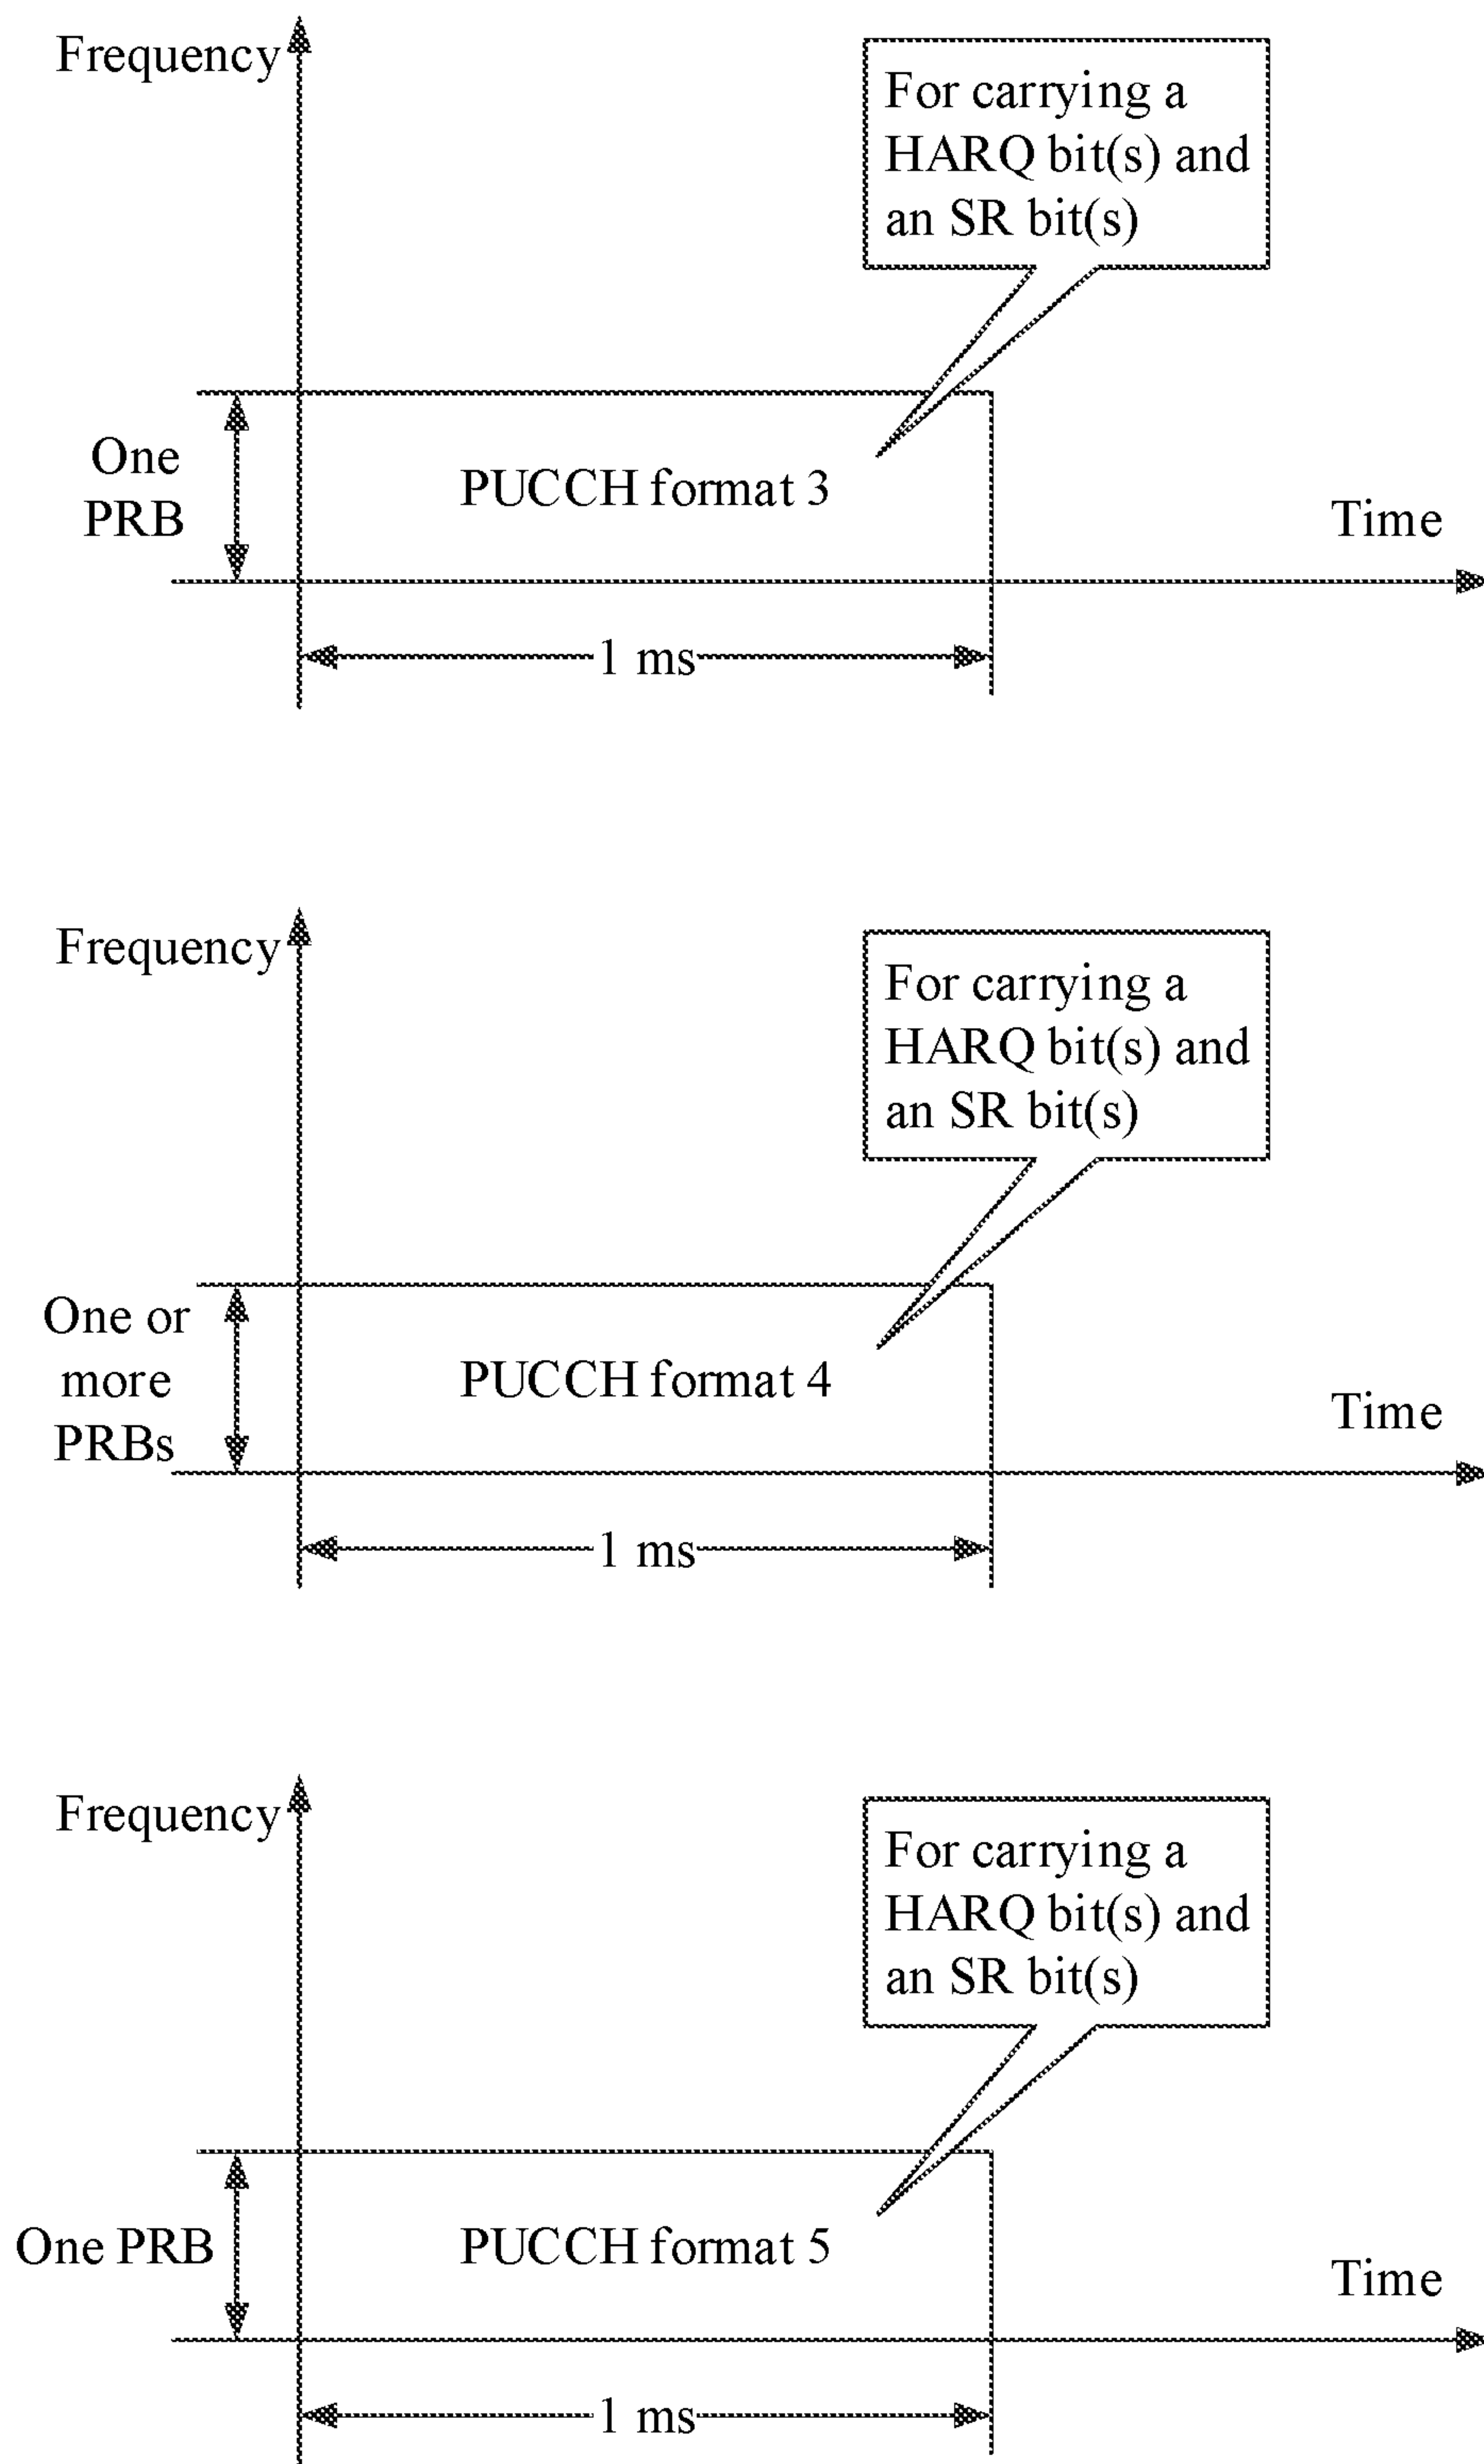 Frequency
For carrying a
HARQ bit(s) and
an SR bit(s)
One
PRB
PUCCH format 3
Time
1 ms
Frequency
For carrying a
HARQ bit(s) and
an SR bit(s)
One or
more
PRBs
PUCCH format 4
Time
1 ms
Frequency
For carrying a
HARQ bit(s) and
an SR bit(s)
One PRB
PUCCH format 5
Time
1 ms